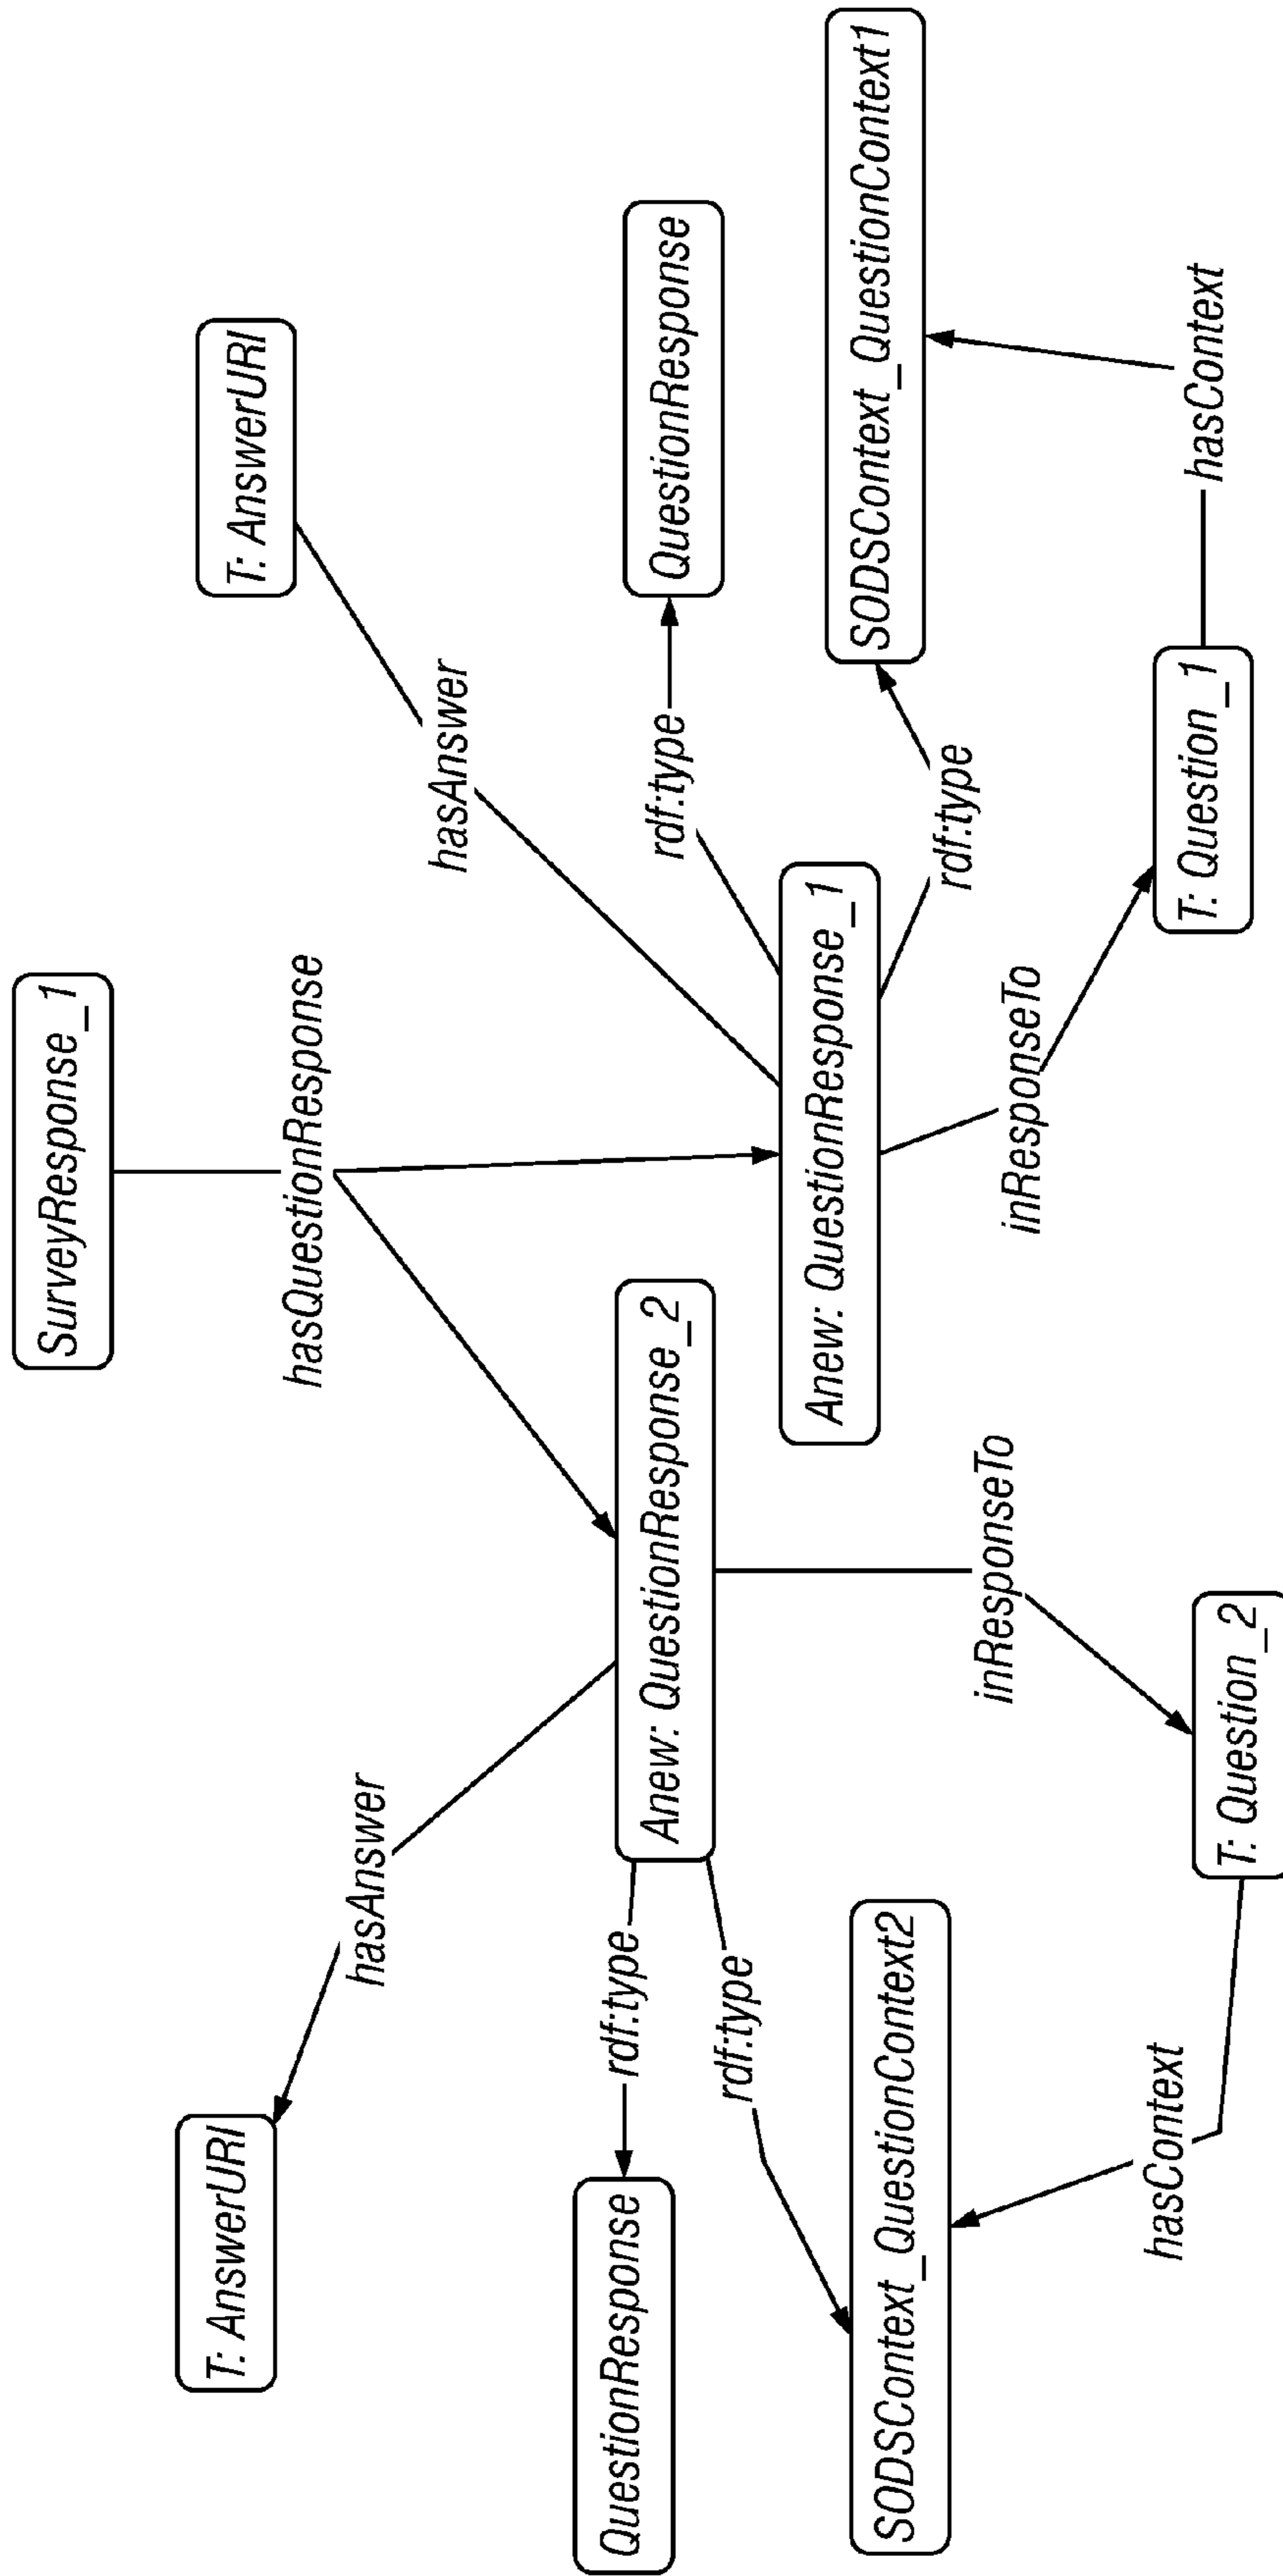 SurveyResponse_1
hasQuestionResponse
T: AnswerURI
hasAnswer
hasAnswer
T: AnswerURI
QuestionResponse
rdf:type
Anew: QuestionResponse_2
rdf:type
QuestionResponse
rdf:type
Anew: QuestionResponse_1
rdf:type
SODSContext_QuestionContext2
SODSContext_QuestionContext1
inResponseTo
inResponseTo
hasContext
T: Question_2
T: Question_1
hasContext